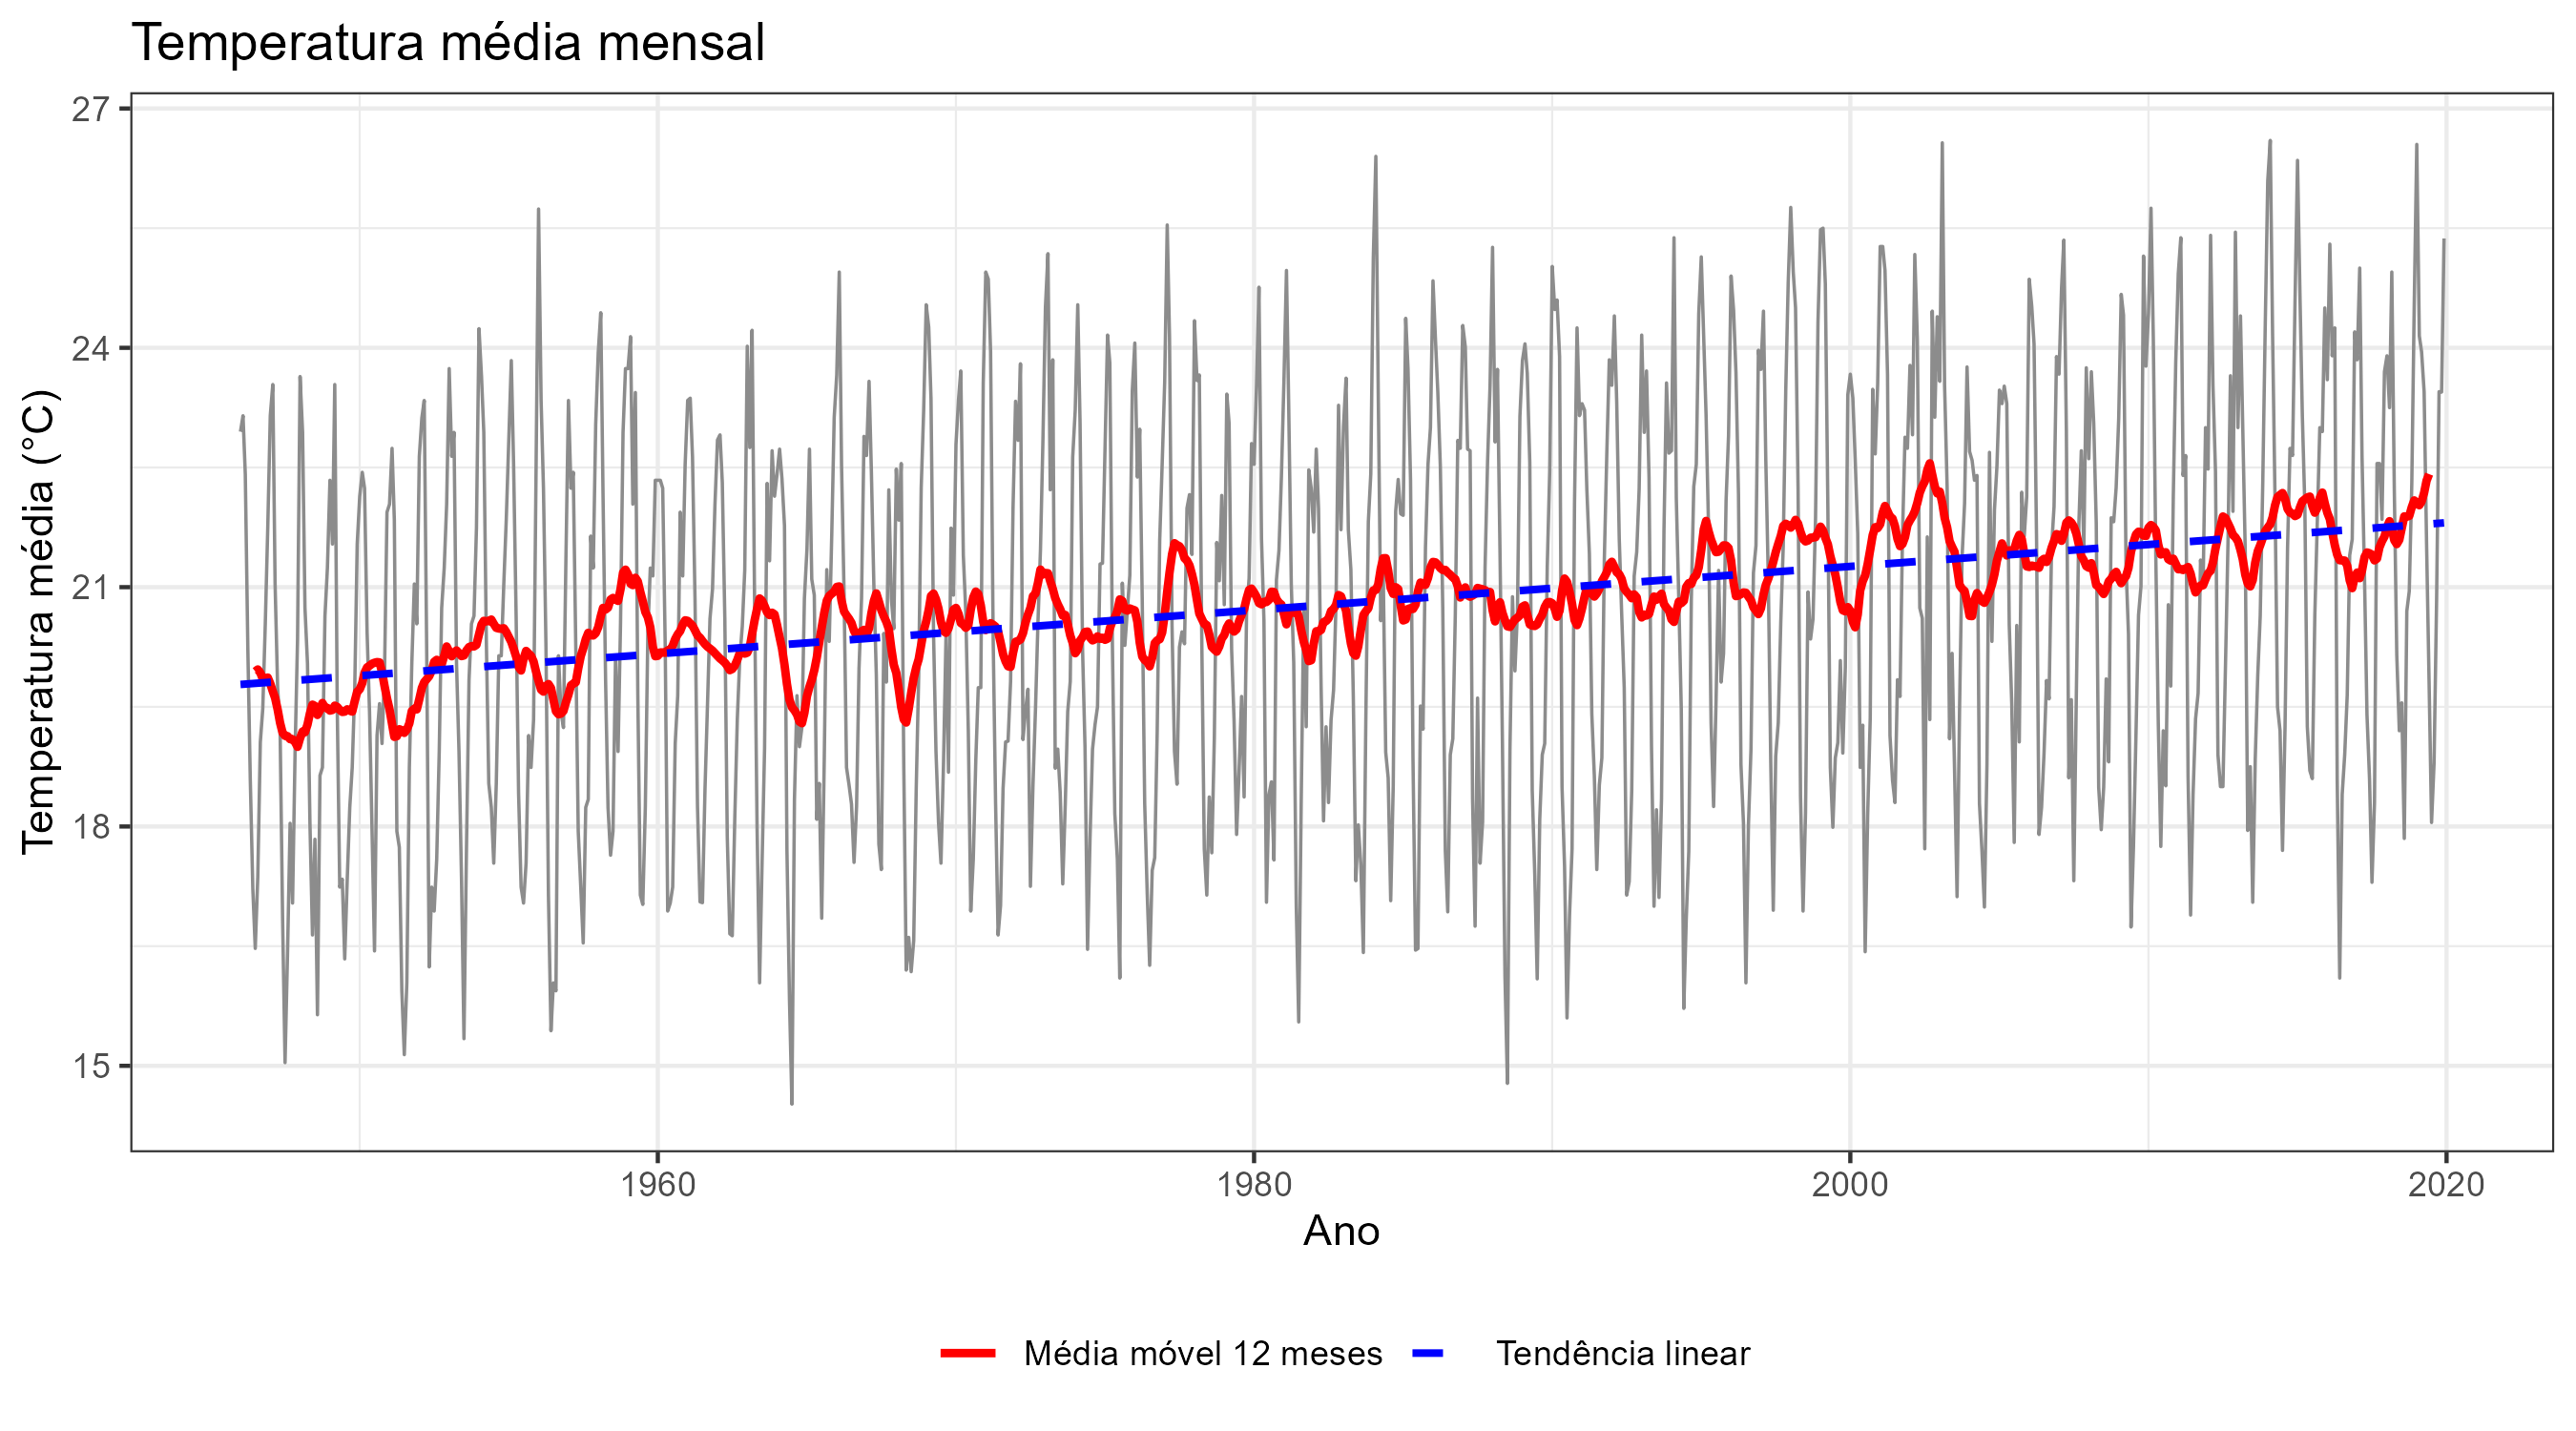 Temperatura média mensal
Temperatura média (°C)
27
24
21
18
15
1960
1980
2000
2020
Ano
Média móvel 12 meses
Tendência linear